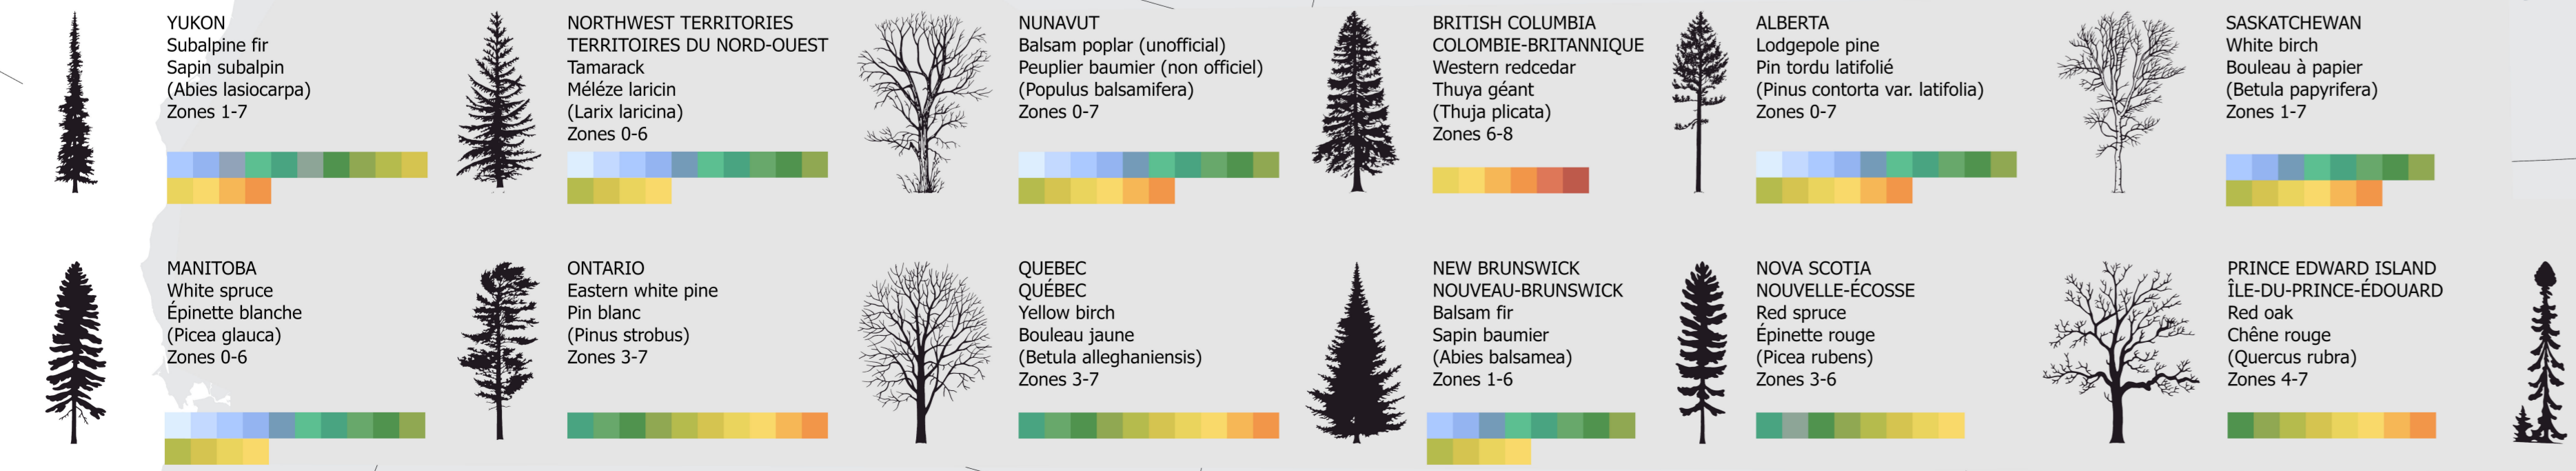 YUKON
Subalpine fir
Sapin subalpin
(Abies lasiocarpa)
Zones 1-7
NORTHWEST TERRITORIES
TERRITOIRES DU NORD-OUEST
Tamarack
Méléze laricin
(Larix laricina)
Zones 0-6
NUNAVUT
Balsam poplar (unofficial)
Peuplier baumier (non officiel)
(Populus balsamifera)
Zones 0-7
BRITISH COLUMBIA
COLOMBIE-BRITANNIQUE
Western redcedar
Thuya géant
(Thuja plicata)
Zones 6-8
ALBERTA
Lodgepole pine
Pin tordu latifolié
(Pinus contorta var. latifolia)
Zones 0-7
SASKATCHEWAN
White birch
Bouleau à papier
(Betula papyrifera)
Zones 1-7
MANITOBA
White spruce
Épinette blanche
(Picea glauca)
Zones 0-6
ONTARIO
Eastern white pine
Pin blanc
(Pinus strobus)
Zones 3-7
QUEBEC
QUÉBEC
Yellow birch
Bouleau jaune
(Betula alleghaniensis)
Zones 3-7
NEW BRUNSWICK
NOUVEAU-BRUNSWICK
Balsam fir
Sapin baumier
(Abies balsamea)
Zones 1-6
NOVA SCOTIA
NOUVELLE-ÉCOSSE
Red spruce
Épinette rouge
(Picea rubens)
Zones 3-6
PRINCE EDWARD ISLAND
ÎLE-DU-PRINCE-ÉDOUARD
Red oak
Chêne rouge
(Quercus rubra)
Zones 4-7